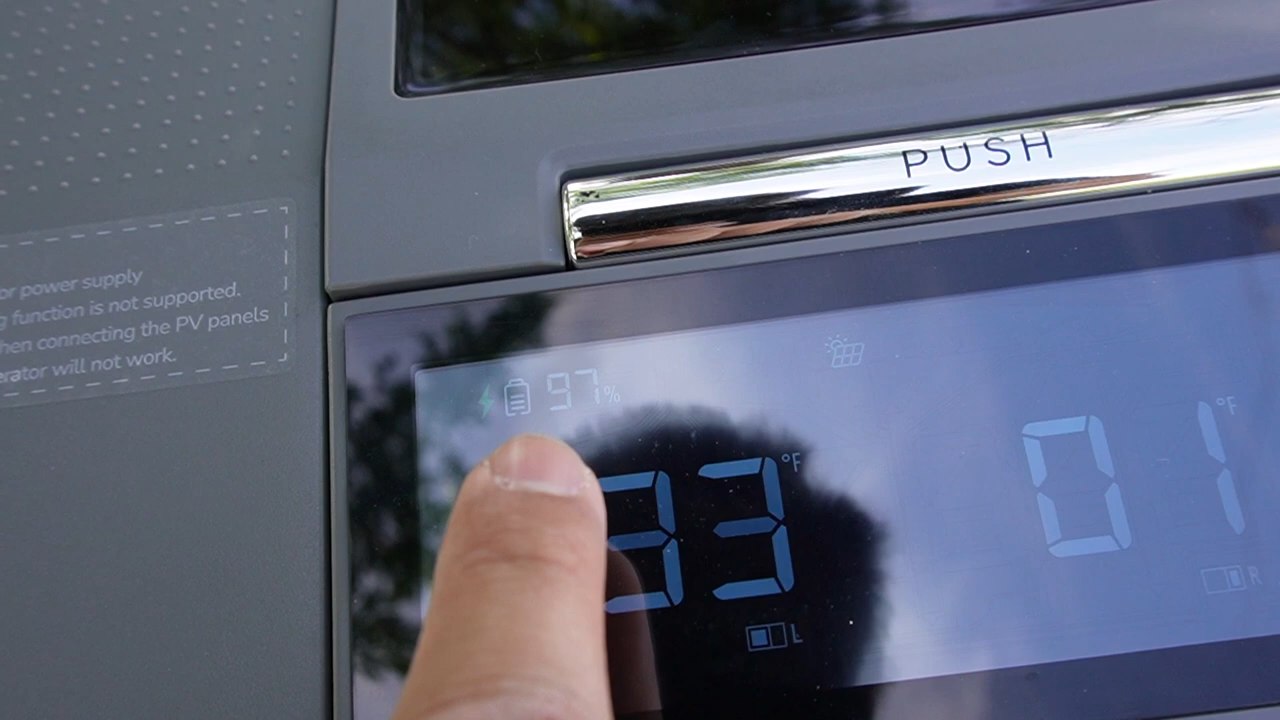 PUSH
or power supply
g function is not supported.
hen connecting the PV panels
rator will not work.
97%
33°F
L
01°F
R